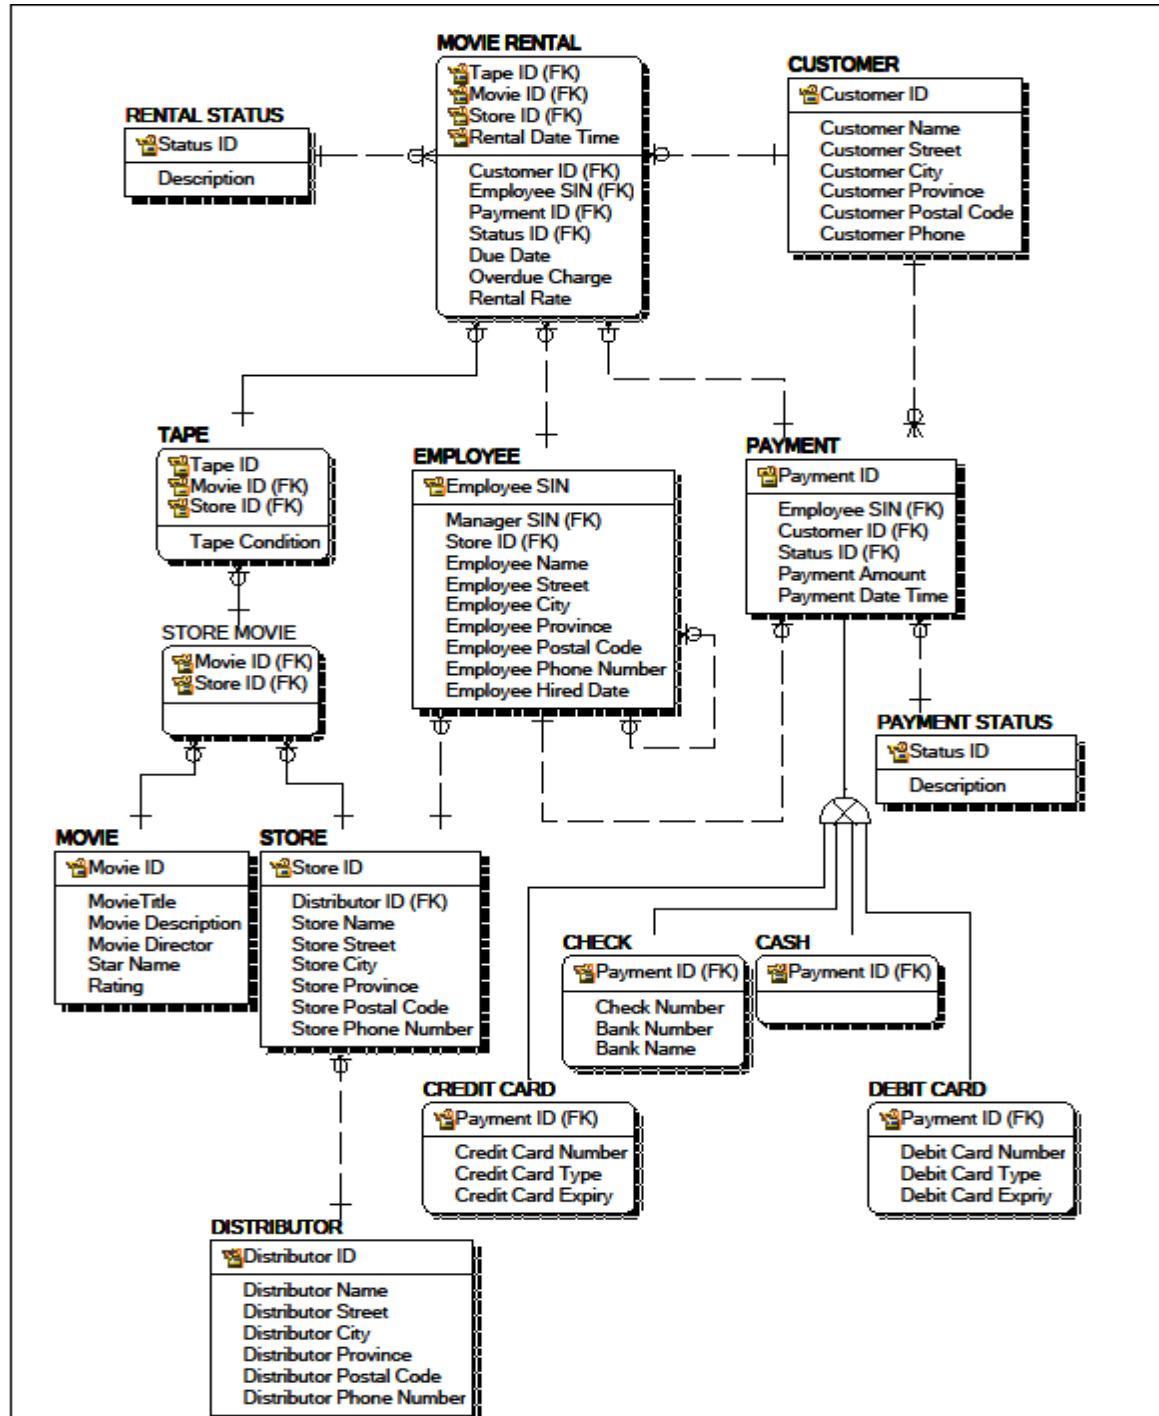 MOVIE RENTAL
Tape ID (FK)
Movie ID (FK)
Store ID (FK)
Rental Date Time
Customer ID (FK)
Employee SIN (FK)
Payment ID (FK)
Status ID (FK)
Due Date
Overdue Charge
Rental Rate
CUSTOMER
Customer ID
Customer Name
Customer Street
Customer City
Customer Province
Customer Postal Code
Customer Phone
RENTAL STATUS
Status ID
Description
TAPE
Tape ID
Movie ID (FK)
Store ID (FK)
Tape Condition
EMPLOYEE
Employee SIN
Manager SIN (FK)
Store ID (FK)
Employee Name
Employee Street
Employee City
Employee Province
Employee Postal Code
Employee Phone Number
Employee Hired Date
PAYMENT
Payment ID
Employee SIN (FK)
Customer ID (FK)
Status ID (FK)
Payment Amount
Payment Date Time
STORE MOVIE
Movie ID (FK)
Store ID (FK)
PAYMENT STATUS
Status ID
Description
MOVIE
Movie ID
MovieTitle
Movie Description
Movie Director
Star Name
Rating
STORE
Store ID
Distributor ID (FK)
Store Name
Store Street
Store City
Store Province
Store Postal Code
Store Phone Number
CHECK
Payment ID (FK)
Check Number
Bank Number
Bank Name
CASH
Payment ID (FK)
CREDIT CARD
Payment ID (FK)
Credit Card Number
Credit Card Type
Credit Card Expiry
DEBIT CARD
Payment ID (FK)
Debit Card Number
Debit Card Type
Debit Card Expriy
DISTRIBUTOR
Distributor ID
Distributor Name
Distributor Street
Distributor City
Distributor Province
Distributor Postal Code
Distributor Phone Number